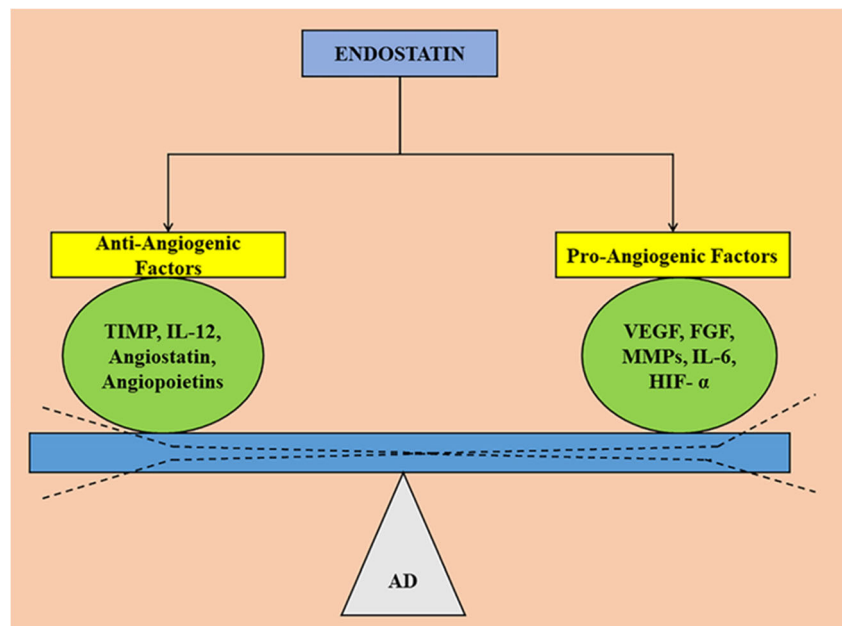 ENDOSTATIN
Anti-Angiogenic
Factors
Pro-Angiogenic Factors
TIMP, IL-12,
Angiostatin,
Angiopoietins
VEGF, FGF,
MMPs, IL-6,
HIF- α
AD